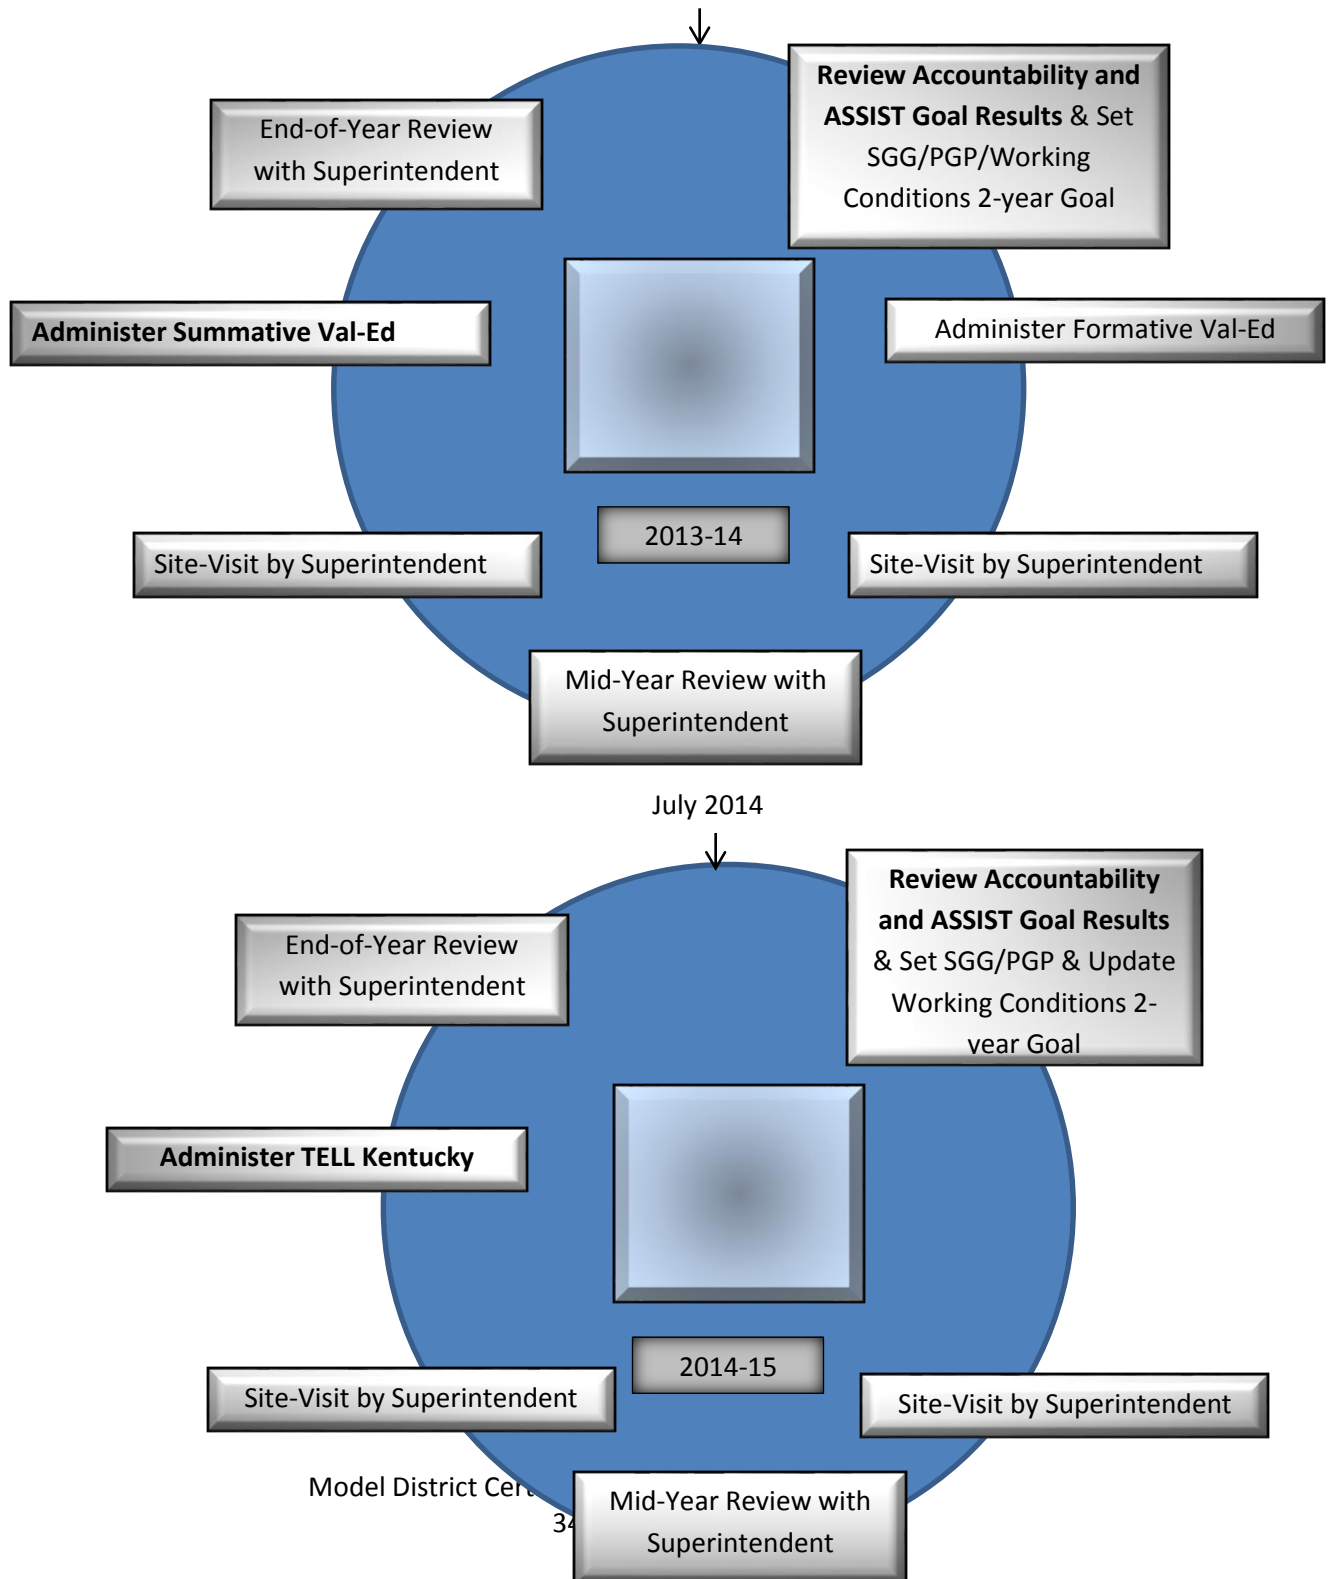 Review Accountability and
ASSIST Goal Results & Set
SGG/PGP/Working
Conditions 2-year Goal
End-of-Year Review
with Superintendent
Administer Summative Val-Ed
Administer Formative Val-Ed
2013-14
Site-Visit by Superintendent
Site-Visit by Superintendent
Mid-Year Review with
Superintendent
July 2014
Review Accountability
and ASSIST Goal Results
& Set SGG/PGP & Update
Working Conditions 2-
year Goal
End-of-Year Review
with Superintendent
Administer TELL Kentucky
2014-15
Site-Visit by Superintendent
Site-Visit by Superintendent
Model District
Mid-Year Review with
Superintendent